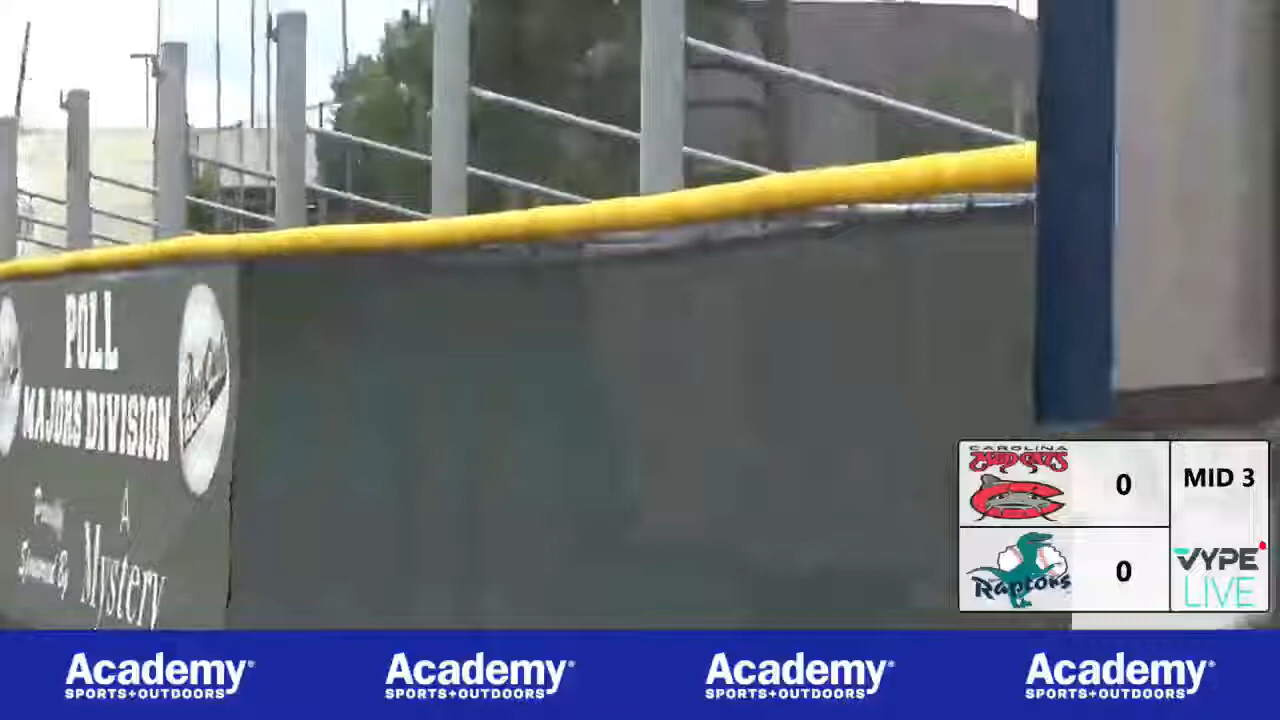 POLL
MAJORS DIVISION
A
Mystery
CAROLINA
MUDCATS
0
MID 3
Raptors
0
VYPE
LIVE
Academy
SPORTS+OUTDOORS
Academy
SPORTS+OUTDOORS
Academy
SPORTS+OUTDOORS
Academy
SPORTS+OUTDOORS